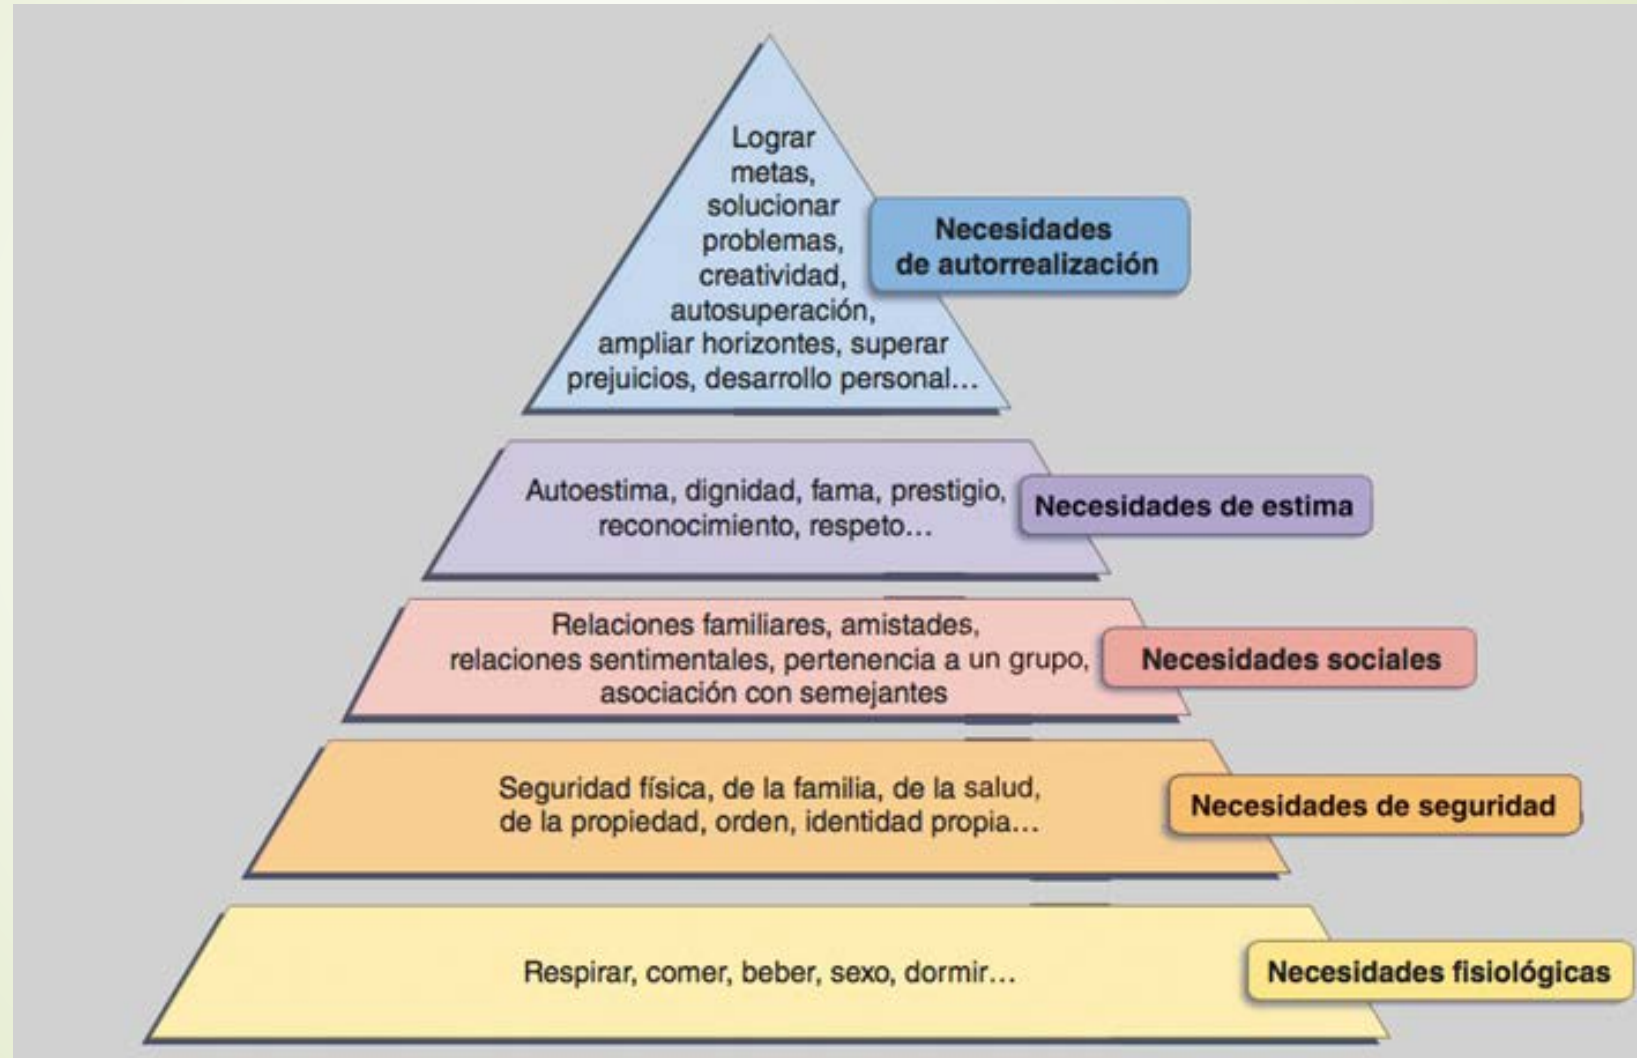 Lograr
metas,
solucionar
problemas,
creatividad,
autosuperación,
ampliar horizontes, superar
prejuicios, desarrollo personal…
Necesidades
de autorrealización
Autoestima, dignidad, fama, prestigio,
reconocimiento, respeto…
Necesidades de estima
Relaciones familiares, amistades,
relaciones sentimentales, pertenencia a un grupo,
asociación con semejantes
Necesidades sociales
Seguridad física, de la familia, de la salud,
de la propiedad, orden, identidad propia…
Necesidades de seguridad
Respirar, comer, beber, sexo, dormir…
Necesidades fisiológicas